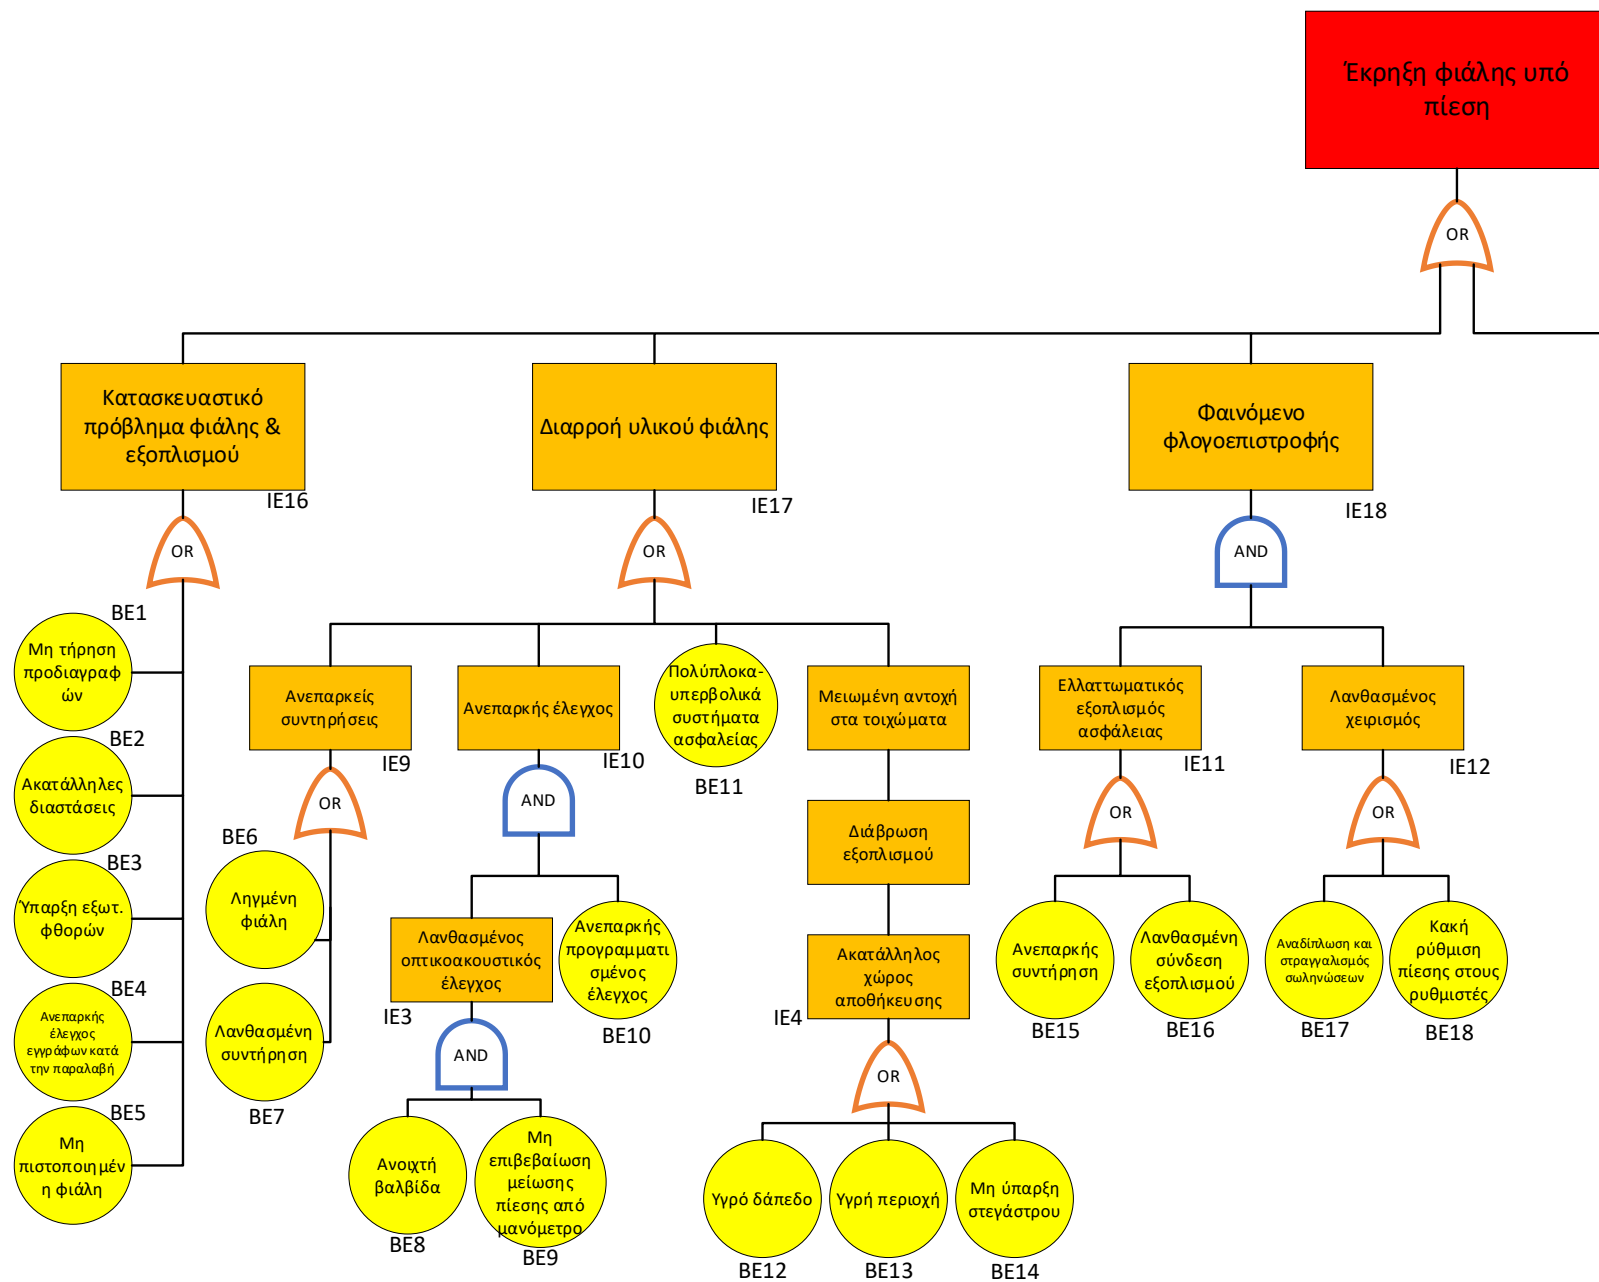 Έκρηξη φιάλης υπό
πίεση
OR
Κατασκευαστικό
πρόβλημα φιάλης &
εξοπλισμού
IE16
Διαρροή υλικού φιάλης
IE17
Φαινόμενο
φλογοεπιστροφής
IE18
OR
OR
AND
BE1
Μη τήρηση
προδιαγραφ
ών
BE2
Ακατάλληλες
διαστάσεις
BE3
Ύπαρξη εξωτ.
φθορών
BE4
Ανεπαρκής
έλεγχος
εγγράφων κατά
την παραλαβή
BE5
Μη
πιστοποιημέν
η φιάλη
Ανεπαρκείς
συντηρήσεις
IE9
OR
BE6
Ληγμένη
φιάλη
Λανθασμένη
συντήρηση
BE7
Ανεπαρκής έλεγχος
IE10
AND
Λανθασμένος
οπτικοακουστικός
έλεγχος
IE3
AND
Ανοιχτή
βαλβίδα
BE8
Μη
επιβεβαίωση
μείωσης
πίεσης από
μανόμετρο
BE9
Ανεπαρκής
προγραμματι
σμένος
έλεγχος
BE10
Πολύπλοκα-
υπερβολικά
συστήματα
ασφαλείας
BE11
Μειωμένη αντοχή
στα τοιχώματα
Διάβρωση
εξοπλισμού
Ακατάλληλος
χώρος
αποθήκευσης
IE4
OR
Υγρό δάπεδο
BE12
Υγρή περιοχή
BE13
Μη ύπαρξη
στεγάστρου
BE14
Ελλαττωματικός
εξοπλισμός
ασφάλειας
IE11
OR
Ανεπαρκής
συντήρηση
BE15
Λανθασμένη
σύνδεση
εξοπλισμού
BE16
Λανθασμένος
χειρισμός
IE12
OR
Αναδίπλωση και
στραγγαλισμός
σωληνώσεων
BE17
Κακή
ρύθμιση
πίεσης στους
ρυθμιστές
BE18